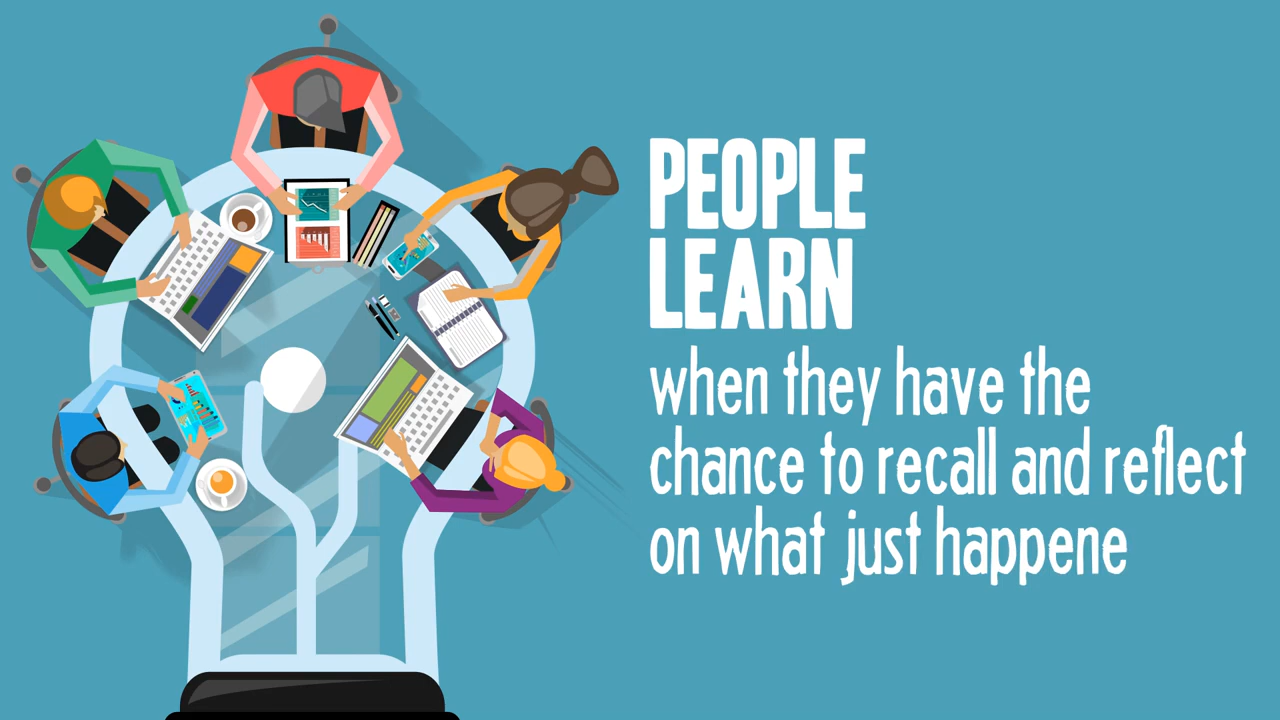 PEOPLE
LEARN
when they have the
chance to recall and reflect
on what just happene